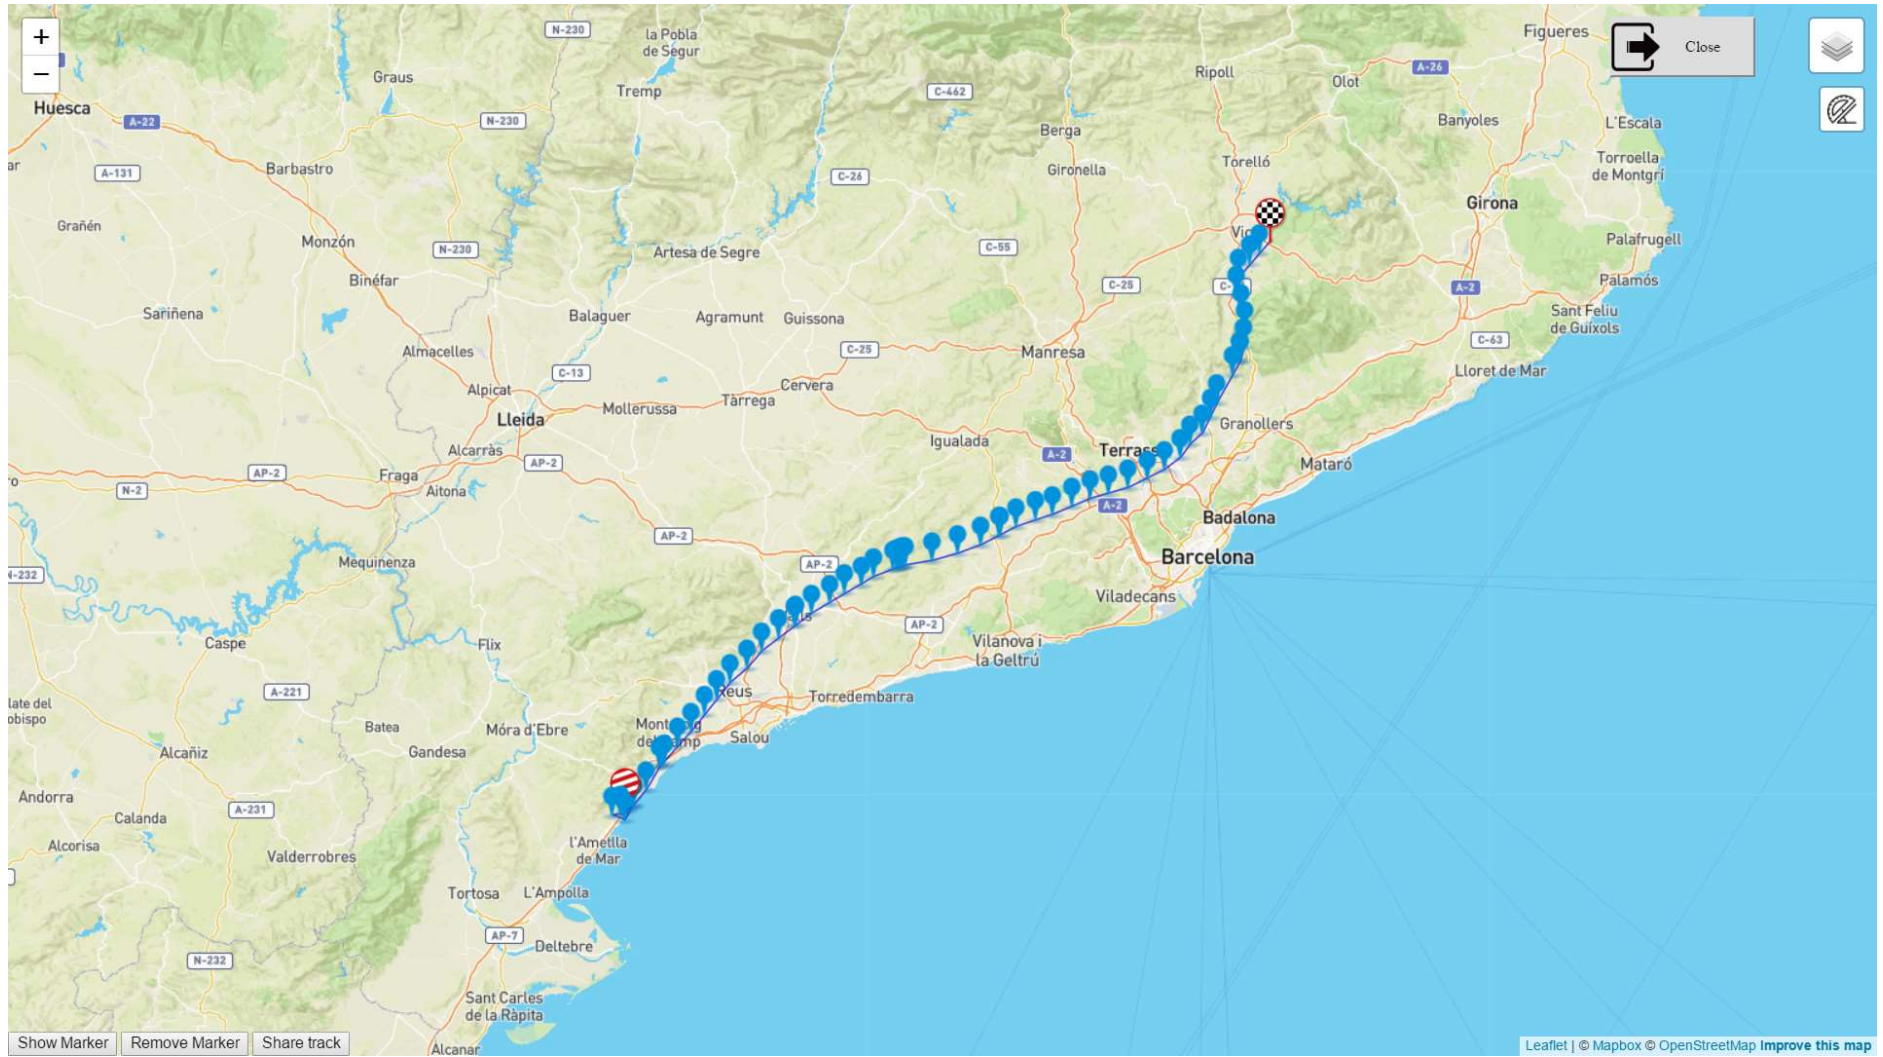 +
−
Close
Huesca
Graus
N-230
la Pobla
de Segur
Tremp
C-462
Ripoll
Olot
A-26
Figueres
A-22
N-230
Berga
Banyoles
L'Escala
A-131
Barbastro
C-26
Gironella
Torelló
Torroella
de Montgrí
Grañén
Monzón
N-230
Artesa de Segre
C-55
Girona
Palafrugell
Binéfar
C-25
A-2
Palamós
Sariñena
Balaguer
Agramunt
Guissona
Sant Feliu
de Guíxols
Almacelles
C-25
Manresa
C-63
C-13
Alpicat
Cervera
Lloret de Mar
Lleida
Mollerussa
Tàrrega
Granollers
Alcarràs
Igualada
A-2
Mataró
AP-2
Fraga
AP-2
N-2
Aitona
A-2
Badalona
AP-2
Mequinenza
AP-2
Barcelona
N-232
Viladecans
AP-2
Caspe
Flix
Vilanova i
la Geltrú
A-221
Torredembarra
Batea
Móra d'Ebre
Salou
Alcañiz
Gandesa
Andorra
Calanda
A-231
Alcorisa
Valderrobres
l'Ametlla
de Mar
Tortosa
L'Ampolla
AP-7
Deltebre
N-232
Sant Carles
de la Ràpita
Alcanar
Show Marker
Remove Marker
Share track
Leaflet | © Mapbox © OpenStreetMap Improve this map